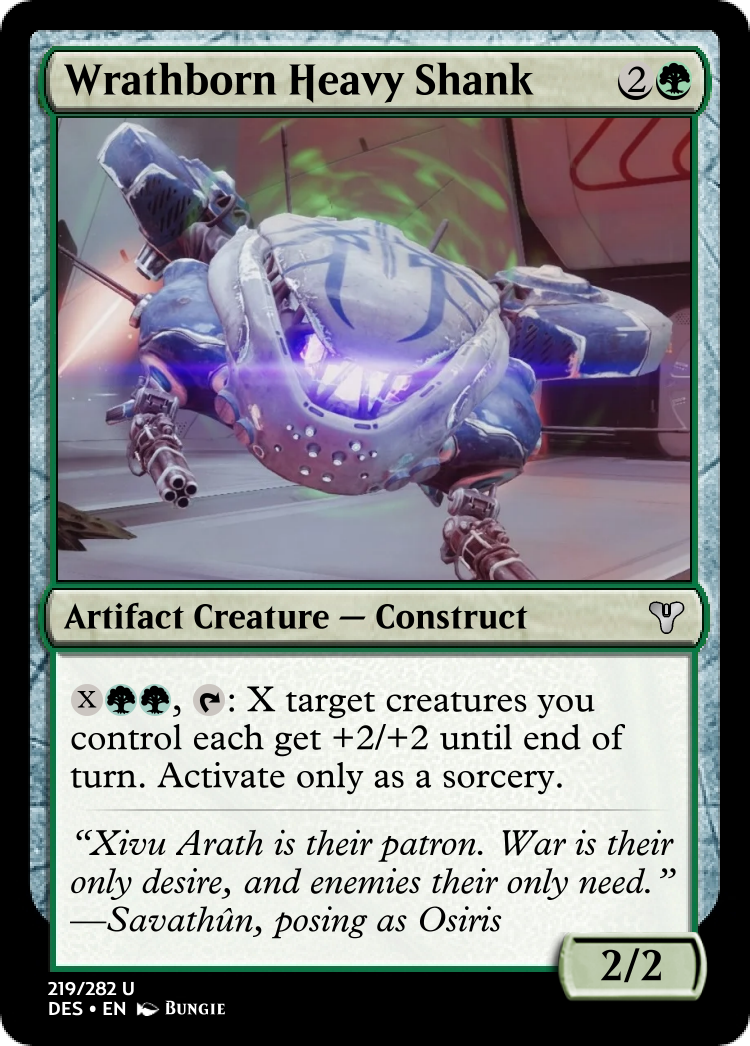 Wrathborn Heavy Shank 2
Artifact Creature — Construct
X, : X target creatures you
control each get +2/+2 until end of
turn. Activate only as a sorcery.
“Xivu Arath is their patron. War is their
only desire, and enemies their only need.”
—Savathûn, posing as Osiris
2/2
219/282 U
DES • EN Bungie